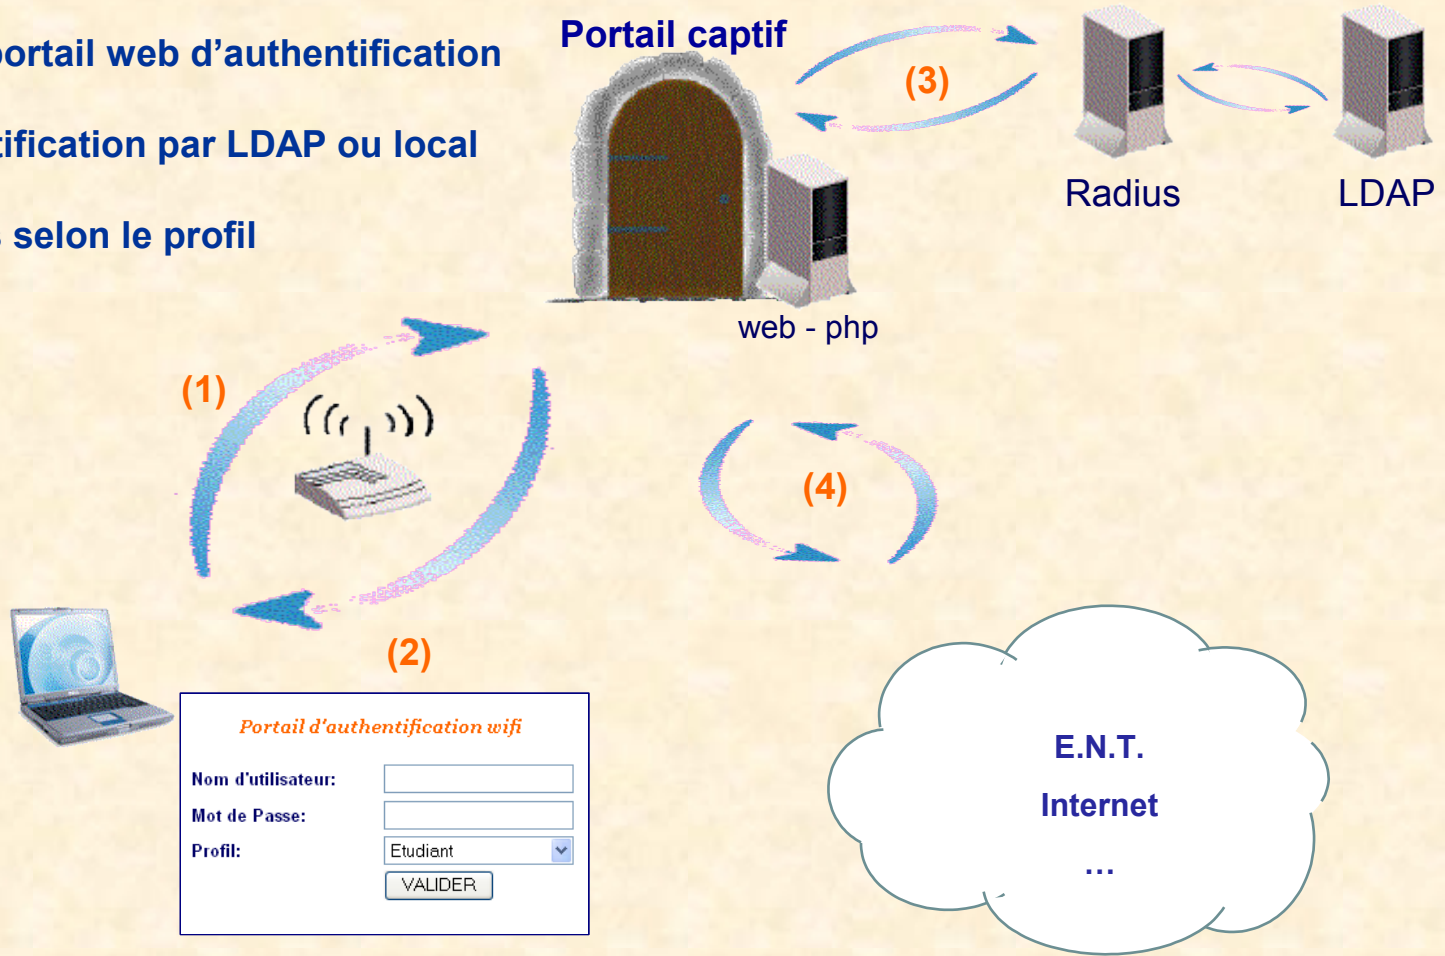 portail web d'authentification
Portail captif
(3)
tification par LDAP ou local
Radius
LDAP
selon le profil
web - php
(1)
(4)
(2)
Portail d'authentification wifi
Nom d'utilisateur:
Mot de Passe:
Profil:
Etudiant
VALIDER
E.N.T.
Internet
...